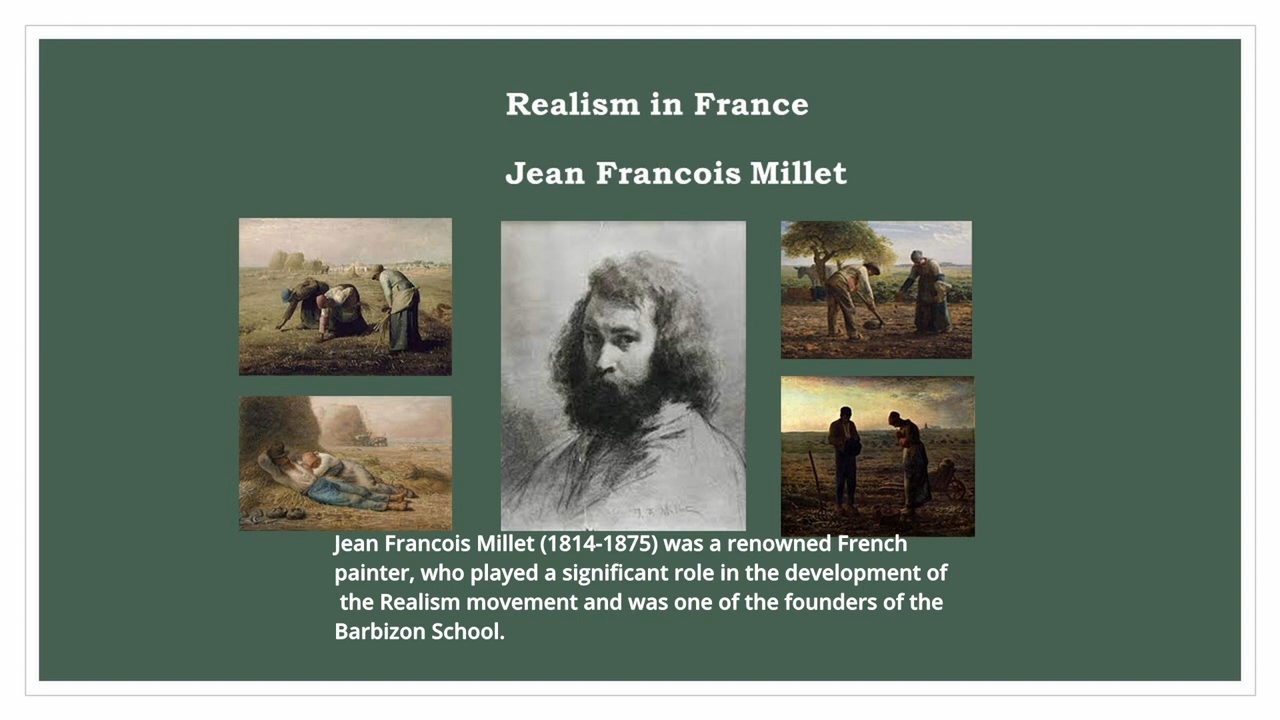 Realism in France
Jean Francois Millet
J. F. Millet
Jean Francois Millet (1814-1875) was a renowned French
painter, who played a significant role in the development of
the Realism movement and was one of the founders of the
Barbizon School.